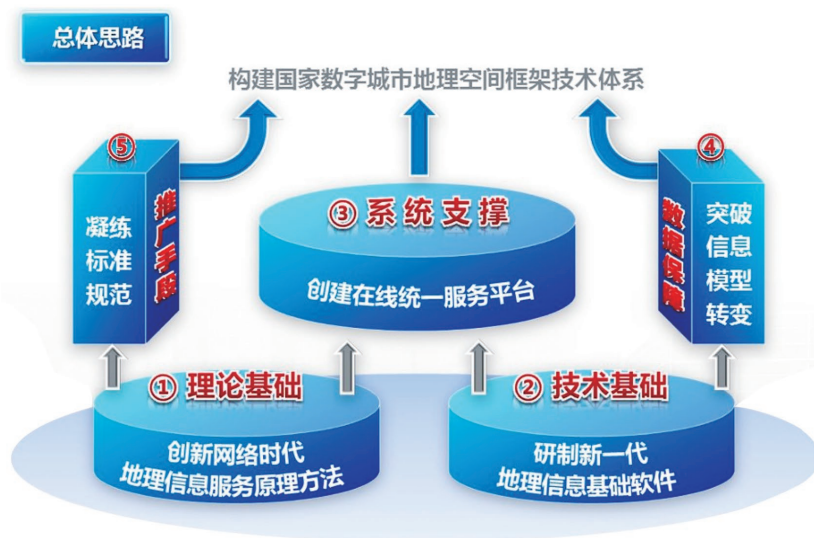 总体思路
构建国家数字城市地理空间框架技术体系
⑤
推广手段
凝练
标准
规范
③ 系统支撑
创建在线统一服务平台
④
数据保障
突破
信息
模型
转变
① 理论基础
创新网络时代
地理信息服务原理方法
② 技术基础
研制新一代
地理信息基础软件